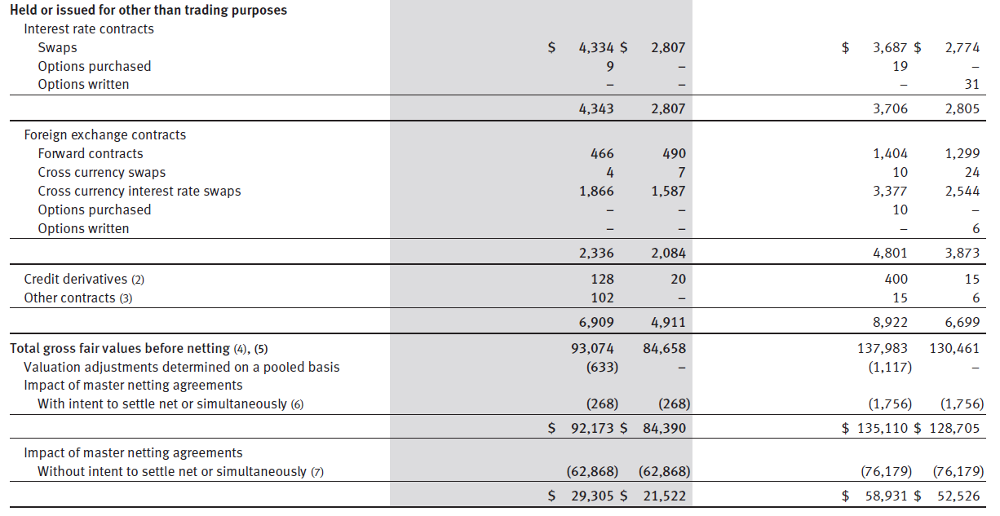 Held or issued for other than trading purposes
Interest rate contracts
Swaps $ 4,334 $ 2,807 $ 3,687 $ 2,774
Options purchased 9 – 19 –
Options written – – – 31
4,343 2,807 3,706 2,805
Foreign exchange contracts
Forward contracts 466 490 1,404 1,299
Cross currency swaps 4 7 10 24
Cross currency interest rate swaps 1,866 1,587 3,377 2,544
Options purchased – – 10 –
Options written – – – 6
2,336 2,084 4,801 3,873
Credit derivatives (2) 128 20 400 15
Other contracts (3) 102 – 15 6
6,909 4,911 8,922 6,699
Total gross fair values before netting (4), (5) 93,074 84,658 137,983 130,461
Valuation adjustments determined on a pooled basis (633) – (1,117) –
Impact of master netting agreements
With intent to settle net or simultaneously (6) (268) (268) (1,756) (1,756)
$ 92,173 $ 84,390 $ 135,110 $ 128,705
Impact of master netting agreements
Without intent to settle net or simultaneously (7) (62,868) (62,868) (76,179) (76,179)
$ 29,305 $ 21,522 $ 58,931 $ 52,526